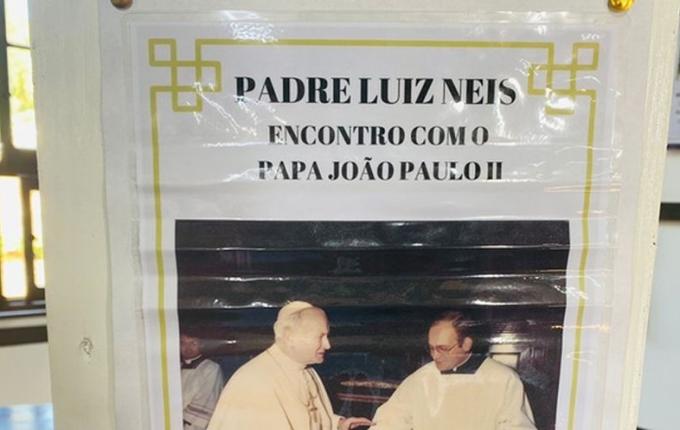 PADRE LUIZ NEIS
ENCONTRO COM O
PAPA JOÃO PAULO II